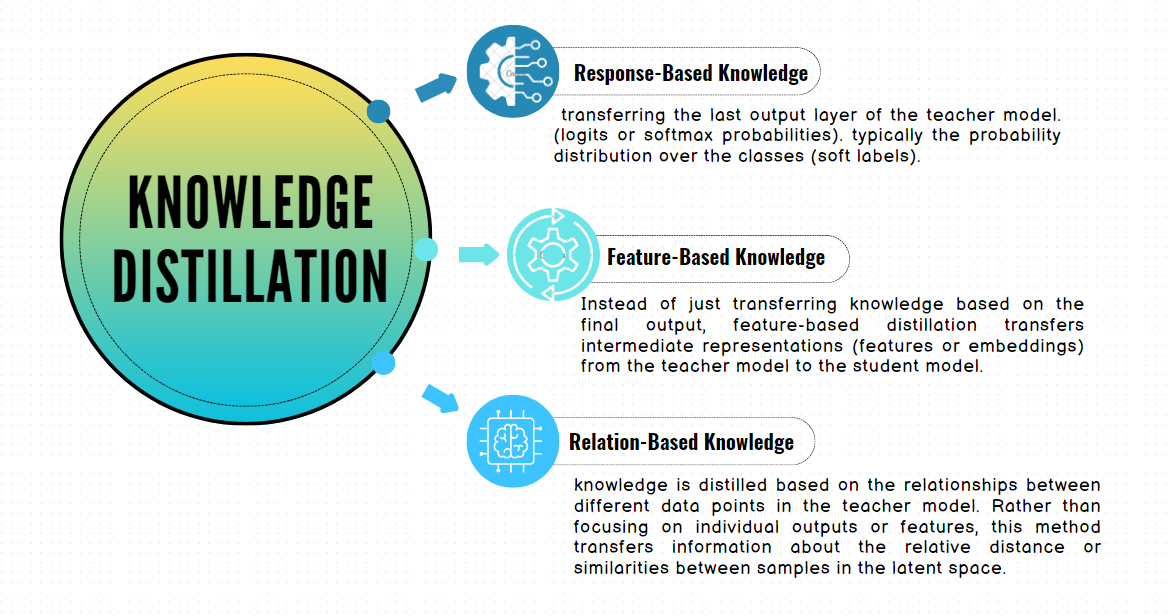 KNOWLEDGE
DISTILLATION
Response-Based Knowledge
transferring the last output layer of the teacher model.
(logits or softmax probabilities). typically the probability
distribution over the classes (soft labels).
Feature-Based Knowledge
Instead of just transferring knowledge based on the
final output, feature-based distillation transfers
intermediate representations (features or embeddings)
from the teacher model to the student model.
Relation-Based Knowledge
knowledge is distilled based on the relationships between
different data points in the teacher model. Rather than
focusing on individual outputs or features, this method
transfers information about the relative distance or
similarities between samples in the latent space.